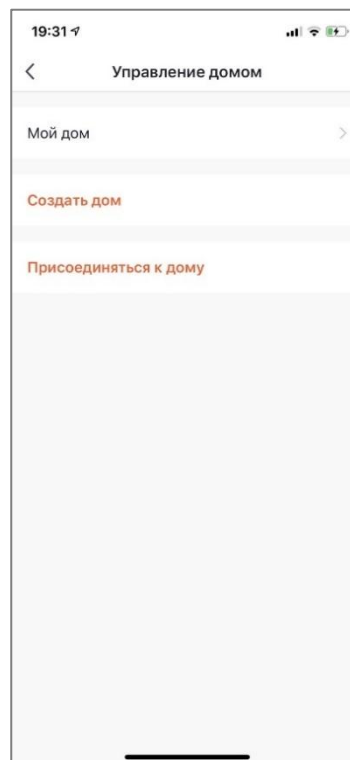 19:31
Управление домом
Мой дом
Создать дом
Присоединяться к дому